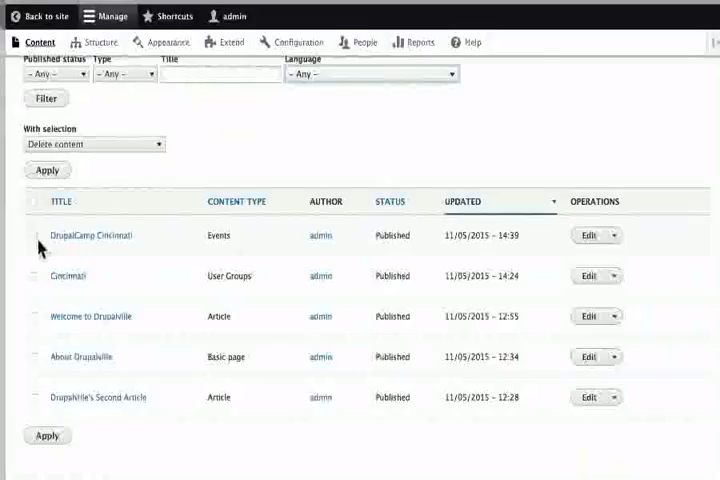 Back to site Manage Shortcuts admin
Content Structure Appearance Extend Configuration People Reports Help
Published status Type Title Language
- Any - - Any - - Any -
Filter
With selection
Delete content
Apply
TITLE CONTENT TYPE AUTHOR STATUS UPDATED OPERATIONS
DrupalCamp Cincinnati Events admin Published 11/05/2015 - 14:39 Edit
Cincinnati User Groups admin Published 11/05/2015 - 14:24 Edit
Welcome to Drupalville Article admin Published 11/05/2015 - 12:55 Edit
About Drupalville Basic page admin Published 11/05/2015 - 12:34 Edit
Drupalville's Second Article Article admin Published 11/05/2015 - 12:28 Edit
Apply